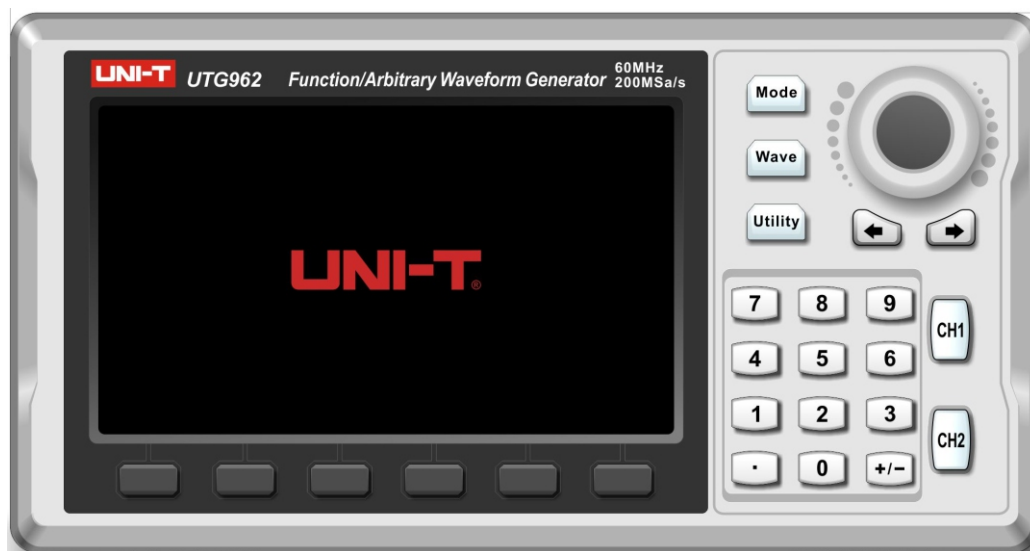 UNI-T UTG962 Function/Arbitrary Waveform Generator 60MHz
200MSa/s
Mode
Wave
Utility
UNI-T®
7 8 9
4 5 6
1 2 3
. 0 +/−
CH1
CH2